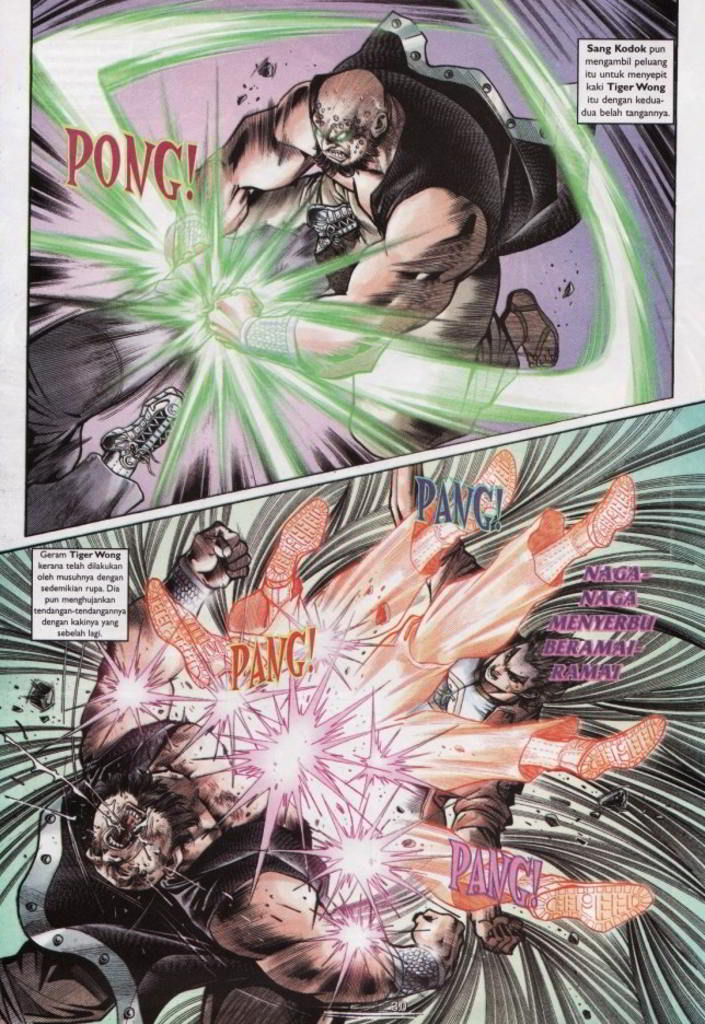 Sang Kodok pun
mengambil peluang
itu untuk menyepit
kaki Tiger Wong
itu dengan kedua-
dua belah tangannya.
PONG!
PANG!
Geram Tiger Wong
kerana telah dilakukan
oleh musuhnya dengan
sedemikian rupa. Dia
pun menghujankan
tendangan-tendangannya
dengan kakinya yang
sebelah lagi.
NAGA-
NAGA
MENYERBU
BERAMAI-
RAMAI
PANG!
PANG!
30